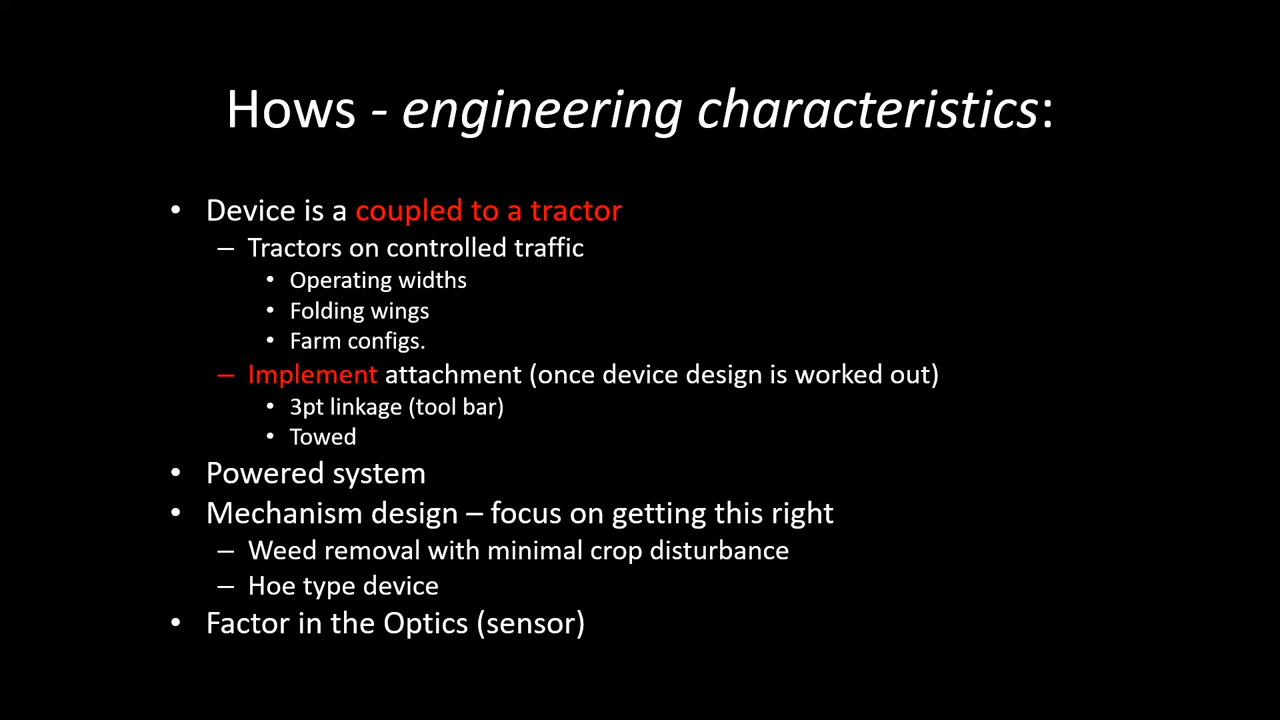 Hows - engineering characteristics:
• Device is a coupled to a tractor
– Tractors on controlled traffic
• Operating widths
• Folding wings
• Farm configs.
– Implement attachment (once device design is worked out)
• 3pt linkage (tool bar)
• Towed
• Powered system
• Mechanism design – focus on getting this right
– Weed removal with minimal crop disturbance
– Hoe type device
• Factor in the Optics (sensor)